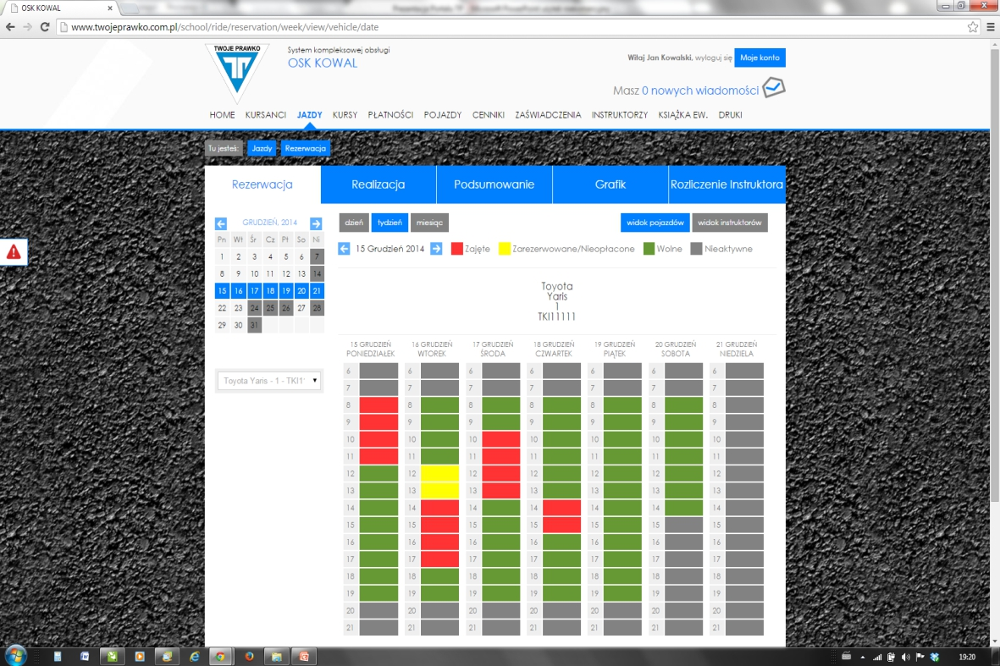 OSK KOWAL
www.twojeprawko.com.pl/school/ride/reservation/week/view/vehicle/date
TWOJE PRAWKO
System kompleksowej obsługi
OSK KOWAL
Witaj Jan Kowalski, wyloguj się
Moje konto
Masz 0 nowych wiadomości
HOME KURSANCI JAZDY KURSY PŁATNOŚCI POJAZDY CENNIKI ZAŚWIADCZENIA INSTRUKTORZY KSIĄŻKA EW. DRUKI
Tu jesteś: Jazdy Rezerwacja
Rezerwacja Realizacja Podsumowanie Grafik Rozliczenie Instruktora
GRUDZIEŃ, 2014
Pn Wt Śr Cz Pt So Ni
1 2 3 4 5 6 7
8 9 10 11 12 13 14
15 16 17 18 19 20 21
22 23 24 25 26 27 28
29 30 31
Toyota Yaris - 1 - TKI1
dzień tydzień miesiąc
widok pojazdów widok instruktorów
15 Grudzień 2014
Zajęte Zarezerwowane/Nieopłacone Wolne Nieaktywne
Toyota
Yaris
1
TKI11111
15 GRUDZIEŃ 16 GRUDZIEŃ 17 GRUDZIEŃ 18 GRUDZIEŃ 19 GRUDZIEŃ 20 GRUDZIEŃ 21 GRUDZIEŃ
PONIEDZIAŁEK WTOREK ŚRODA CZWARTEK PIĄTEK SOBOTA NIEDZIELA
6 6 6 6 6 6 6
7 7 7 7 7 7 7
8 8 8 8 8 8 8
9 9 9 9 9 9 9
10 10 10 10 10 10 10
11 11 11 11 11 11 11
12 12 12 12 12 12 12
13 13 13 13 13 13 13
14 14 14 14 14 14 14
15 15 15 15 15 15 15
16 16 16 16 16 16 16
17 17 17 17 17 17 17
18 18 18 18 18 18 18
19 19 19 19 19 19 19
20 20 20 20 20 20 20
21 21 21 21 21 21 21
19:20